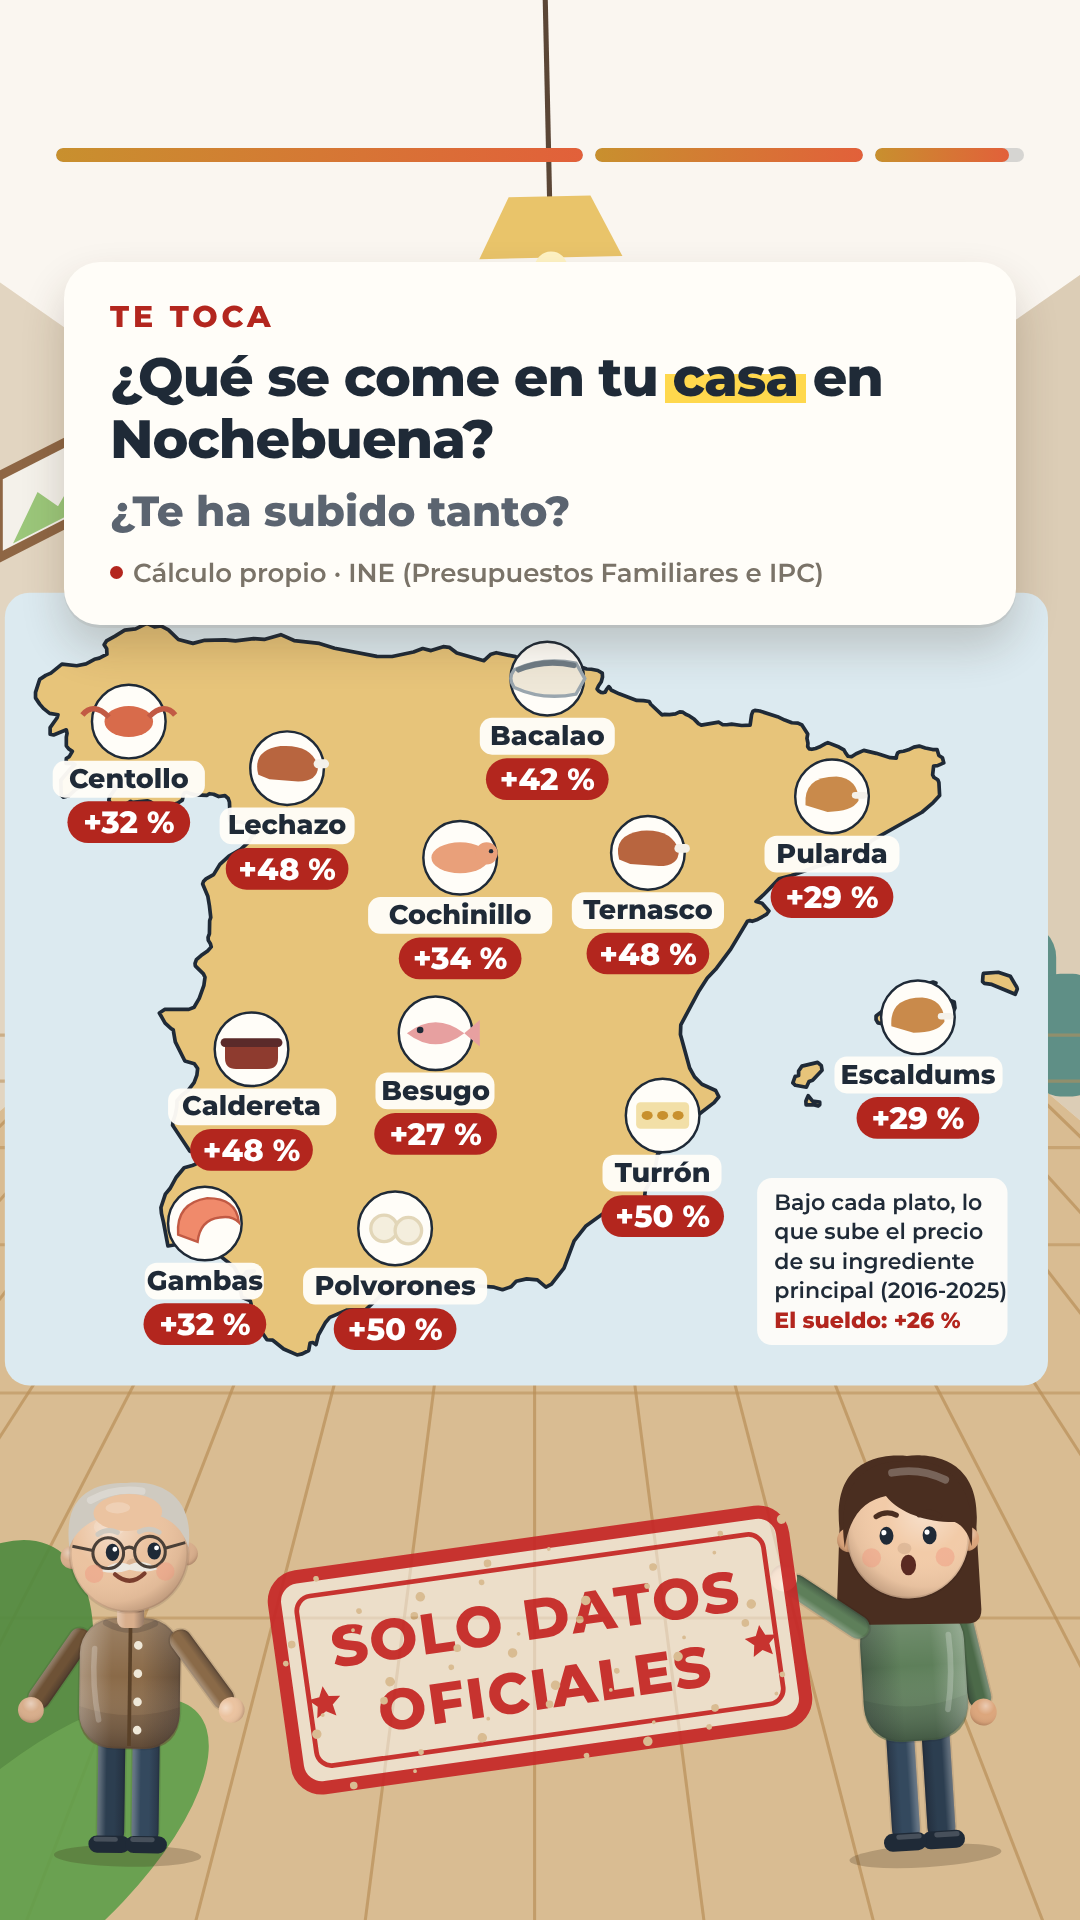 TE TOCA
¿Qué se come en tu casa en
Nochebuena?
¿Te ha subido tanto?
Cálculo propio · INE (Presupuestos Familiares e IPC)
Bacalao
+42 %
Centollo
+32 %
Lechazo
+48 %
Pularda
+29 %
Cochinillo
+34 %
Ternasco
+48 %
Caldereta
+48 %
Besugo
+27 %
Escaldums
+29 %
Turrón
+50 %
Gambas
+32 %
Polvorones
+50 %
Bajo cada plato, lo
que sube el precio
de su ingrediente
principal (2016-2025)
El sueldo: +26 %
SOLO DATOS
OFICIALES